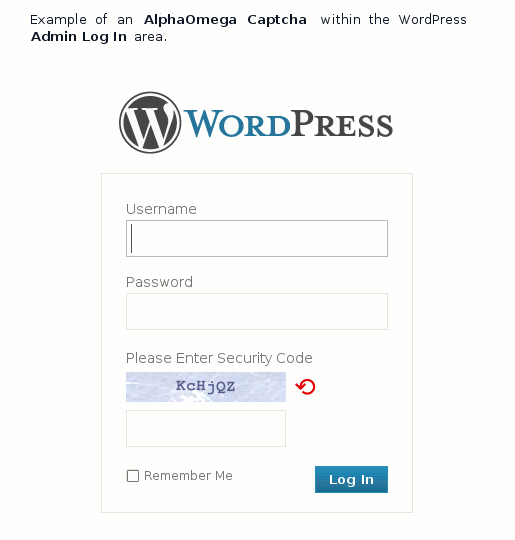 Example of an AlphaOmega Captcha within the WordPress
Admin Log In area.
WORDPRESS
Username
Password
Please Enter Security Code
KcHjQZ
Remember Me
Log In